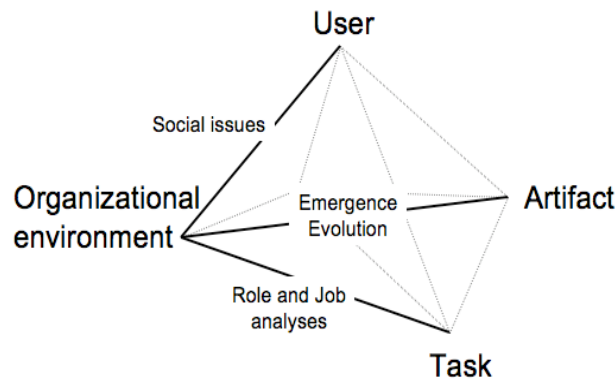 User
Social issues
Organizational
environment
Emergence
Evolution
Artifact
Role and Job
analyses
Task